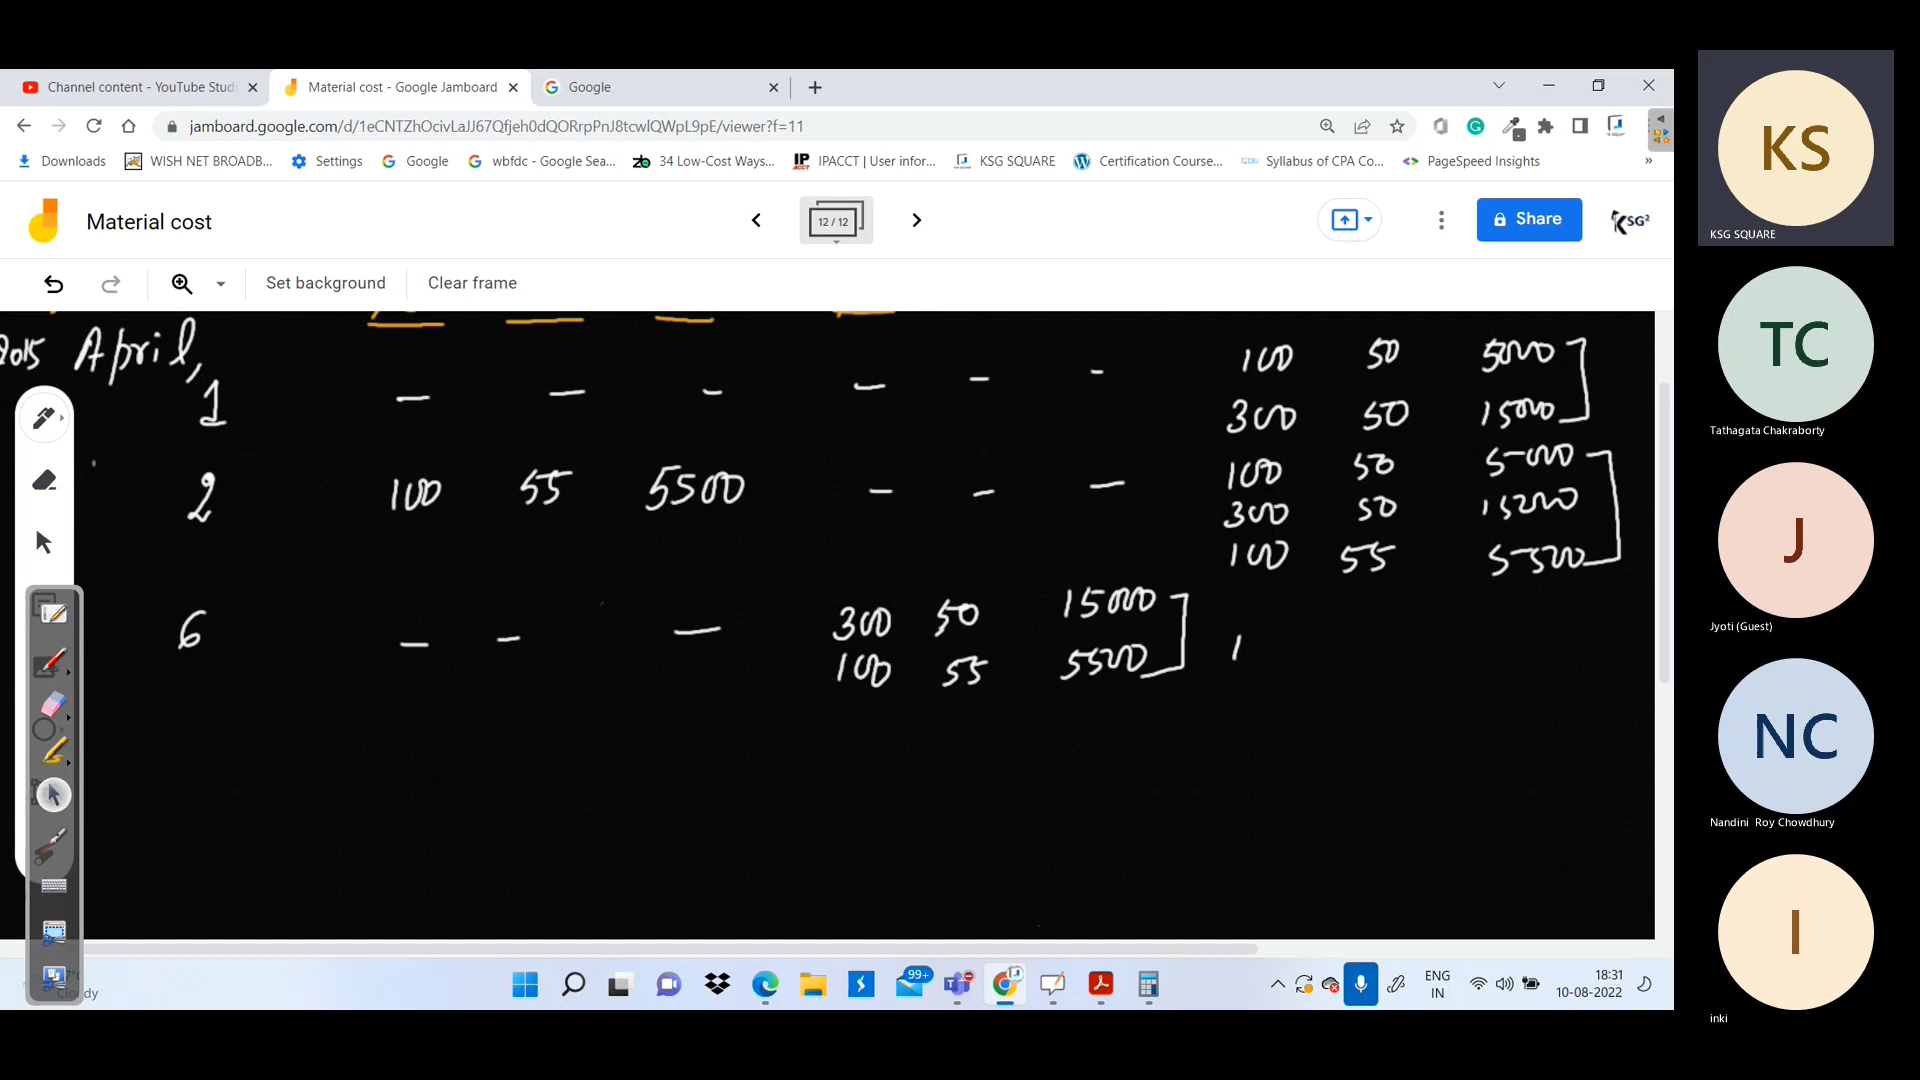 Channel content - YouTube Stud
Material cost - Google Jamboard
Google
jamboard.google.com/d/1eCNTZhOcivLaJJ67Qfjeh0dQORrpPnJ8tcwlQWpL9pE/viewer?f=11
Downloads
WISH NET BROADB...
Settings
Google
wbfdc - Google Sea...
34 Low-Cost Ways...
IPACCT | User infor...
KSG SQUARE
Certification Course...
Syllabus of CPA Co...
PageSpeed Insights
»
Material cost
12 / 12
Share
KSG²
Set background
Clear frame
2015 April,
1 — — - — - - 100 50 5000
300 50 15000
2 100 55 5500 - - — 100 50 5000
300 50 15000
100 55 5500
6 — - — 300 50 15000 1
100 55 5500
Cloudy
99+
ENG
IN
18:31
10-08-2022
KS
KSG SQUARE
TC
Tathagata Chakraborty
J
Jyoti (Guest)
NC
Nandini Roy Chowdhury
I
inki